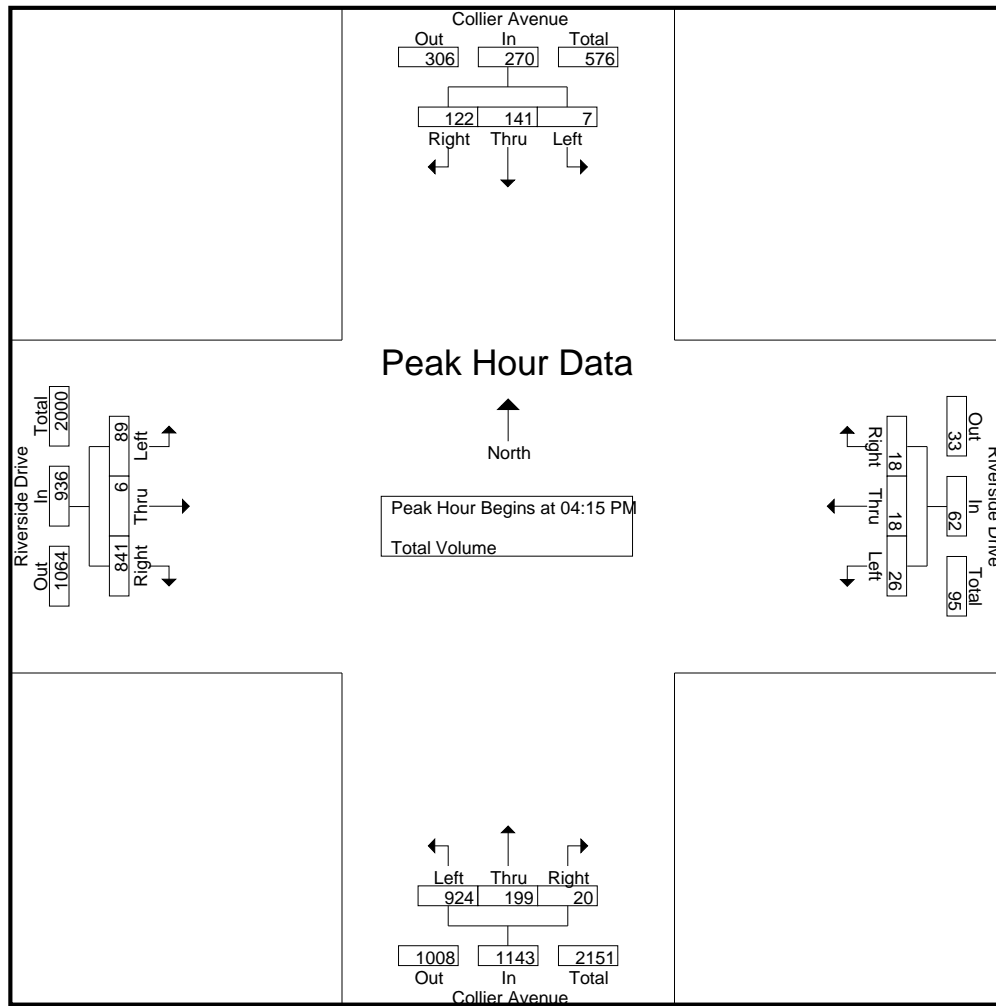 Collier Avenue
Out In Total
306 270 576
122 141 7
Right Thru Left
Peak Hour Data
North
Peak Hour Begins at 04:15 PM
Total Volume
Riverside Drive
Out In Total
1064 936 2000
Right Thru Left
841 6 89
Riverside Drive
Out In Total
33 62 95
Right Thru Left
18 18 26
Left Thru Right
924 199 20
1008 1143 2151
Out In Total
Collier Avenue